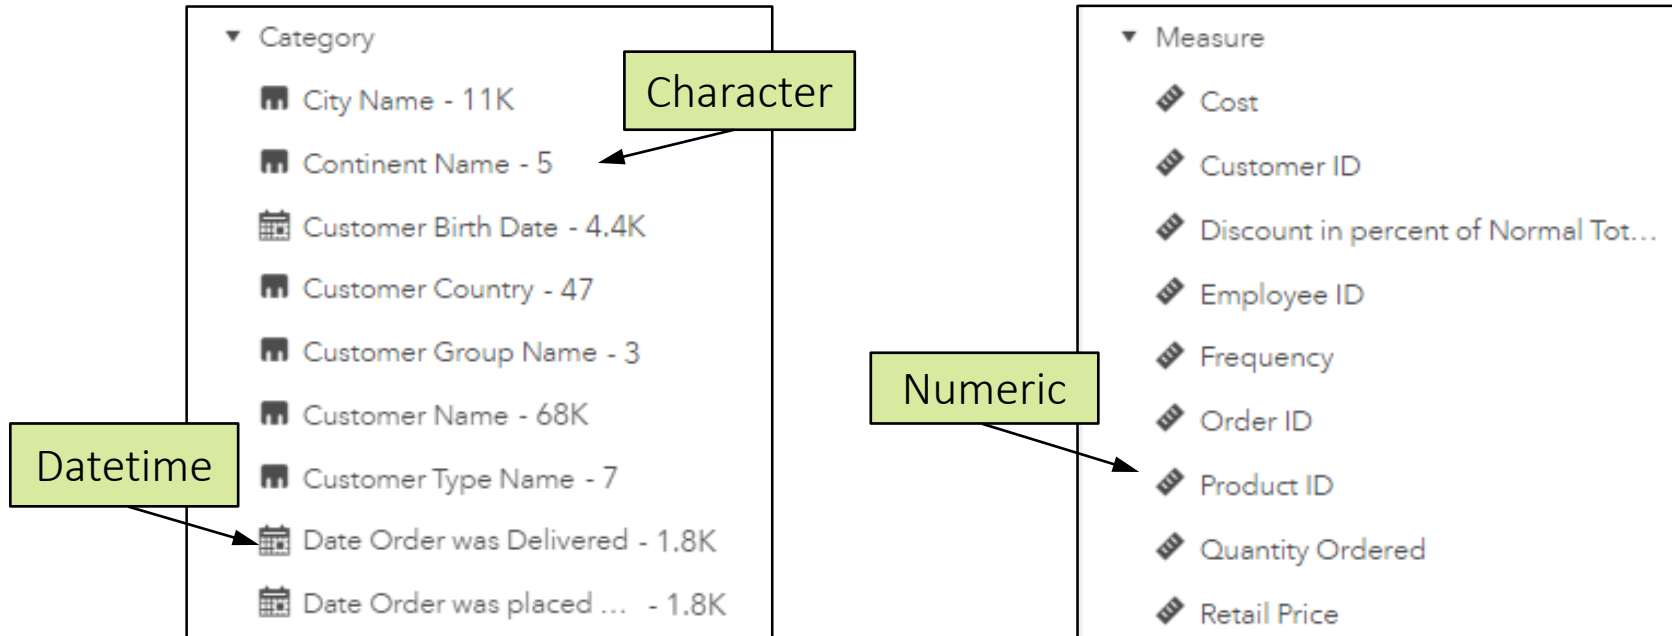 Category
City Name - 11K
Continent Name - 5
Customer Birth Date - 4.4K
Customer Country - 47
Customer Group Name - 3
Customer Name - 68K
Customer Type Name - 7
Date Order was Delivered - 1.8K
Date Order was placed ... - 1.8K
Character
Datetime
Measure
Cost
Customer ID
Discount in percent of Normal Tot...
Employee ID
Frequency
Order ID
Product ID
Quantity Ordered
Retail Price
Numeric